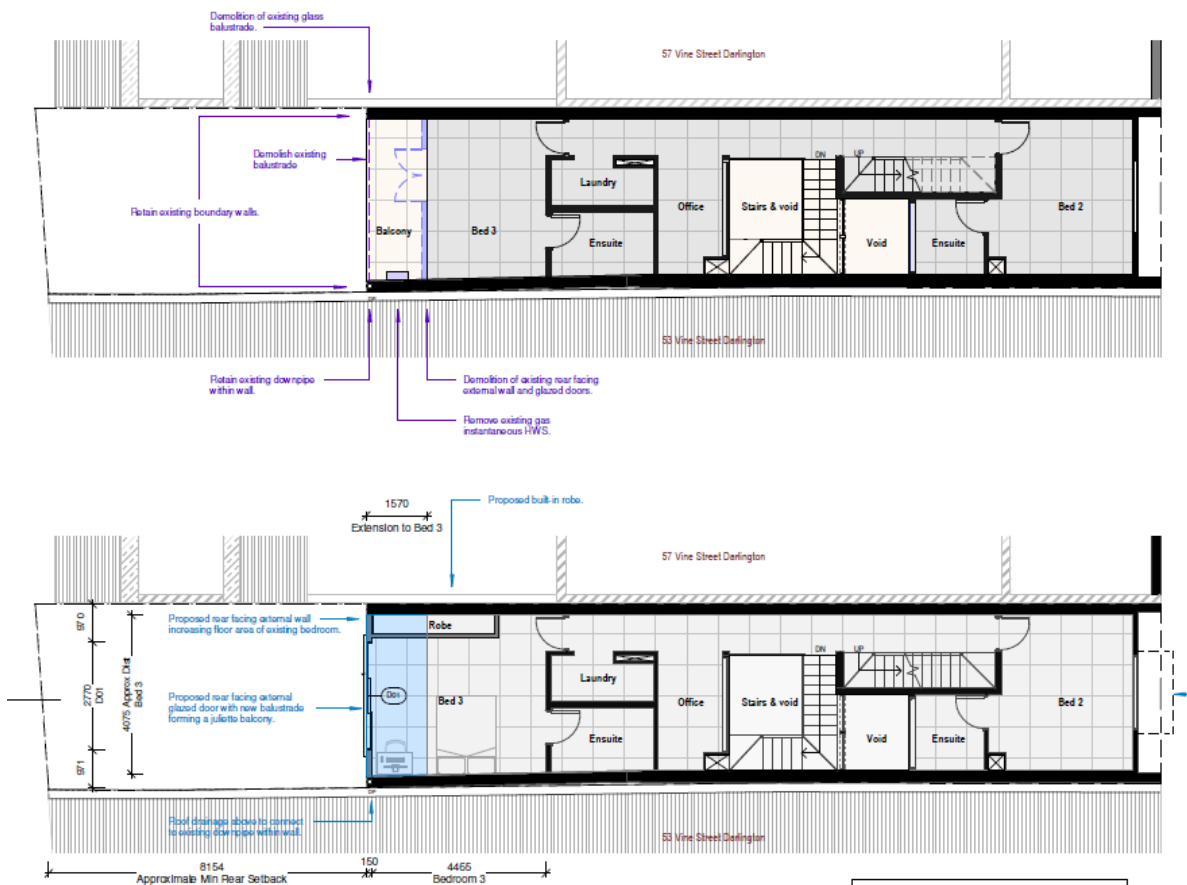 Demolition of existing glass
balustrade.
57 Vine Street Darlington
Demolish existing
balustrade
Retain existing boundary walls.
Balcony
Bed 3
Laundry
Ensuite
Office
Stairs & void
DN
UP
Void
Ensuite
Bed 2
DP
53 Vine Street Darlington
Retain existing downpipe
within wall.
Demolition of existing rear facing
external wall and glazed doors.
Remove existing gas
instantaneous HWS.
1570
Extension to Bed 3
Proposed built-in robe.
57 Vine Street Darlington
970
2770
D01
971
4075 Approx Dist
Bed 3
Proposed rear facing external wall
increasing floor area of existing bedroom.
Proposed rear facing external
glazed door with new balustrade
forming a juliette balcony.
Robe
D01
Bed 3
Laundry
Ensuite
Office
Stairs & void
DN
UP
Void
Ensuite
Bed 2
DP
Roof drainage above to connect
to existing downpipe within wall.
53 Vine Street Darlington
8154
Approximate Min Rear Setback
150
4465
Bedroom 3